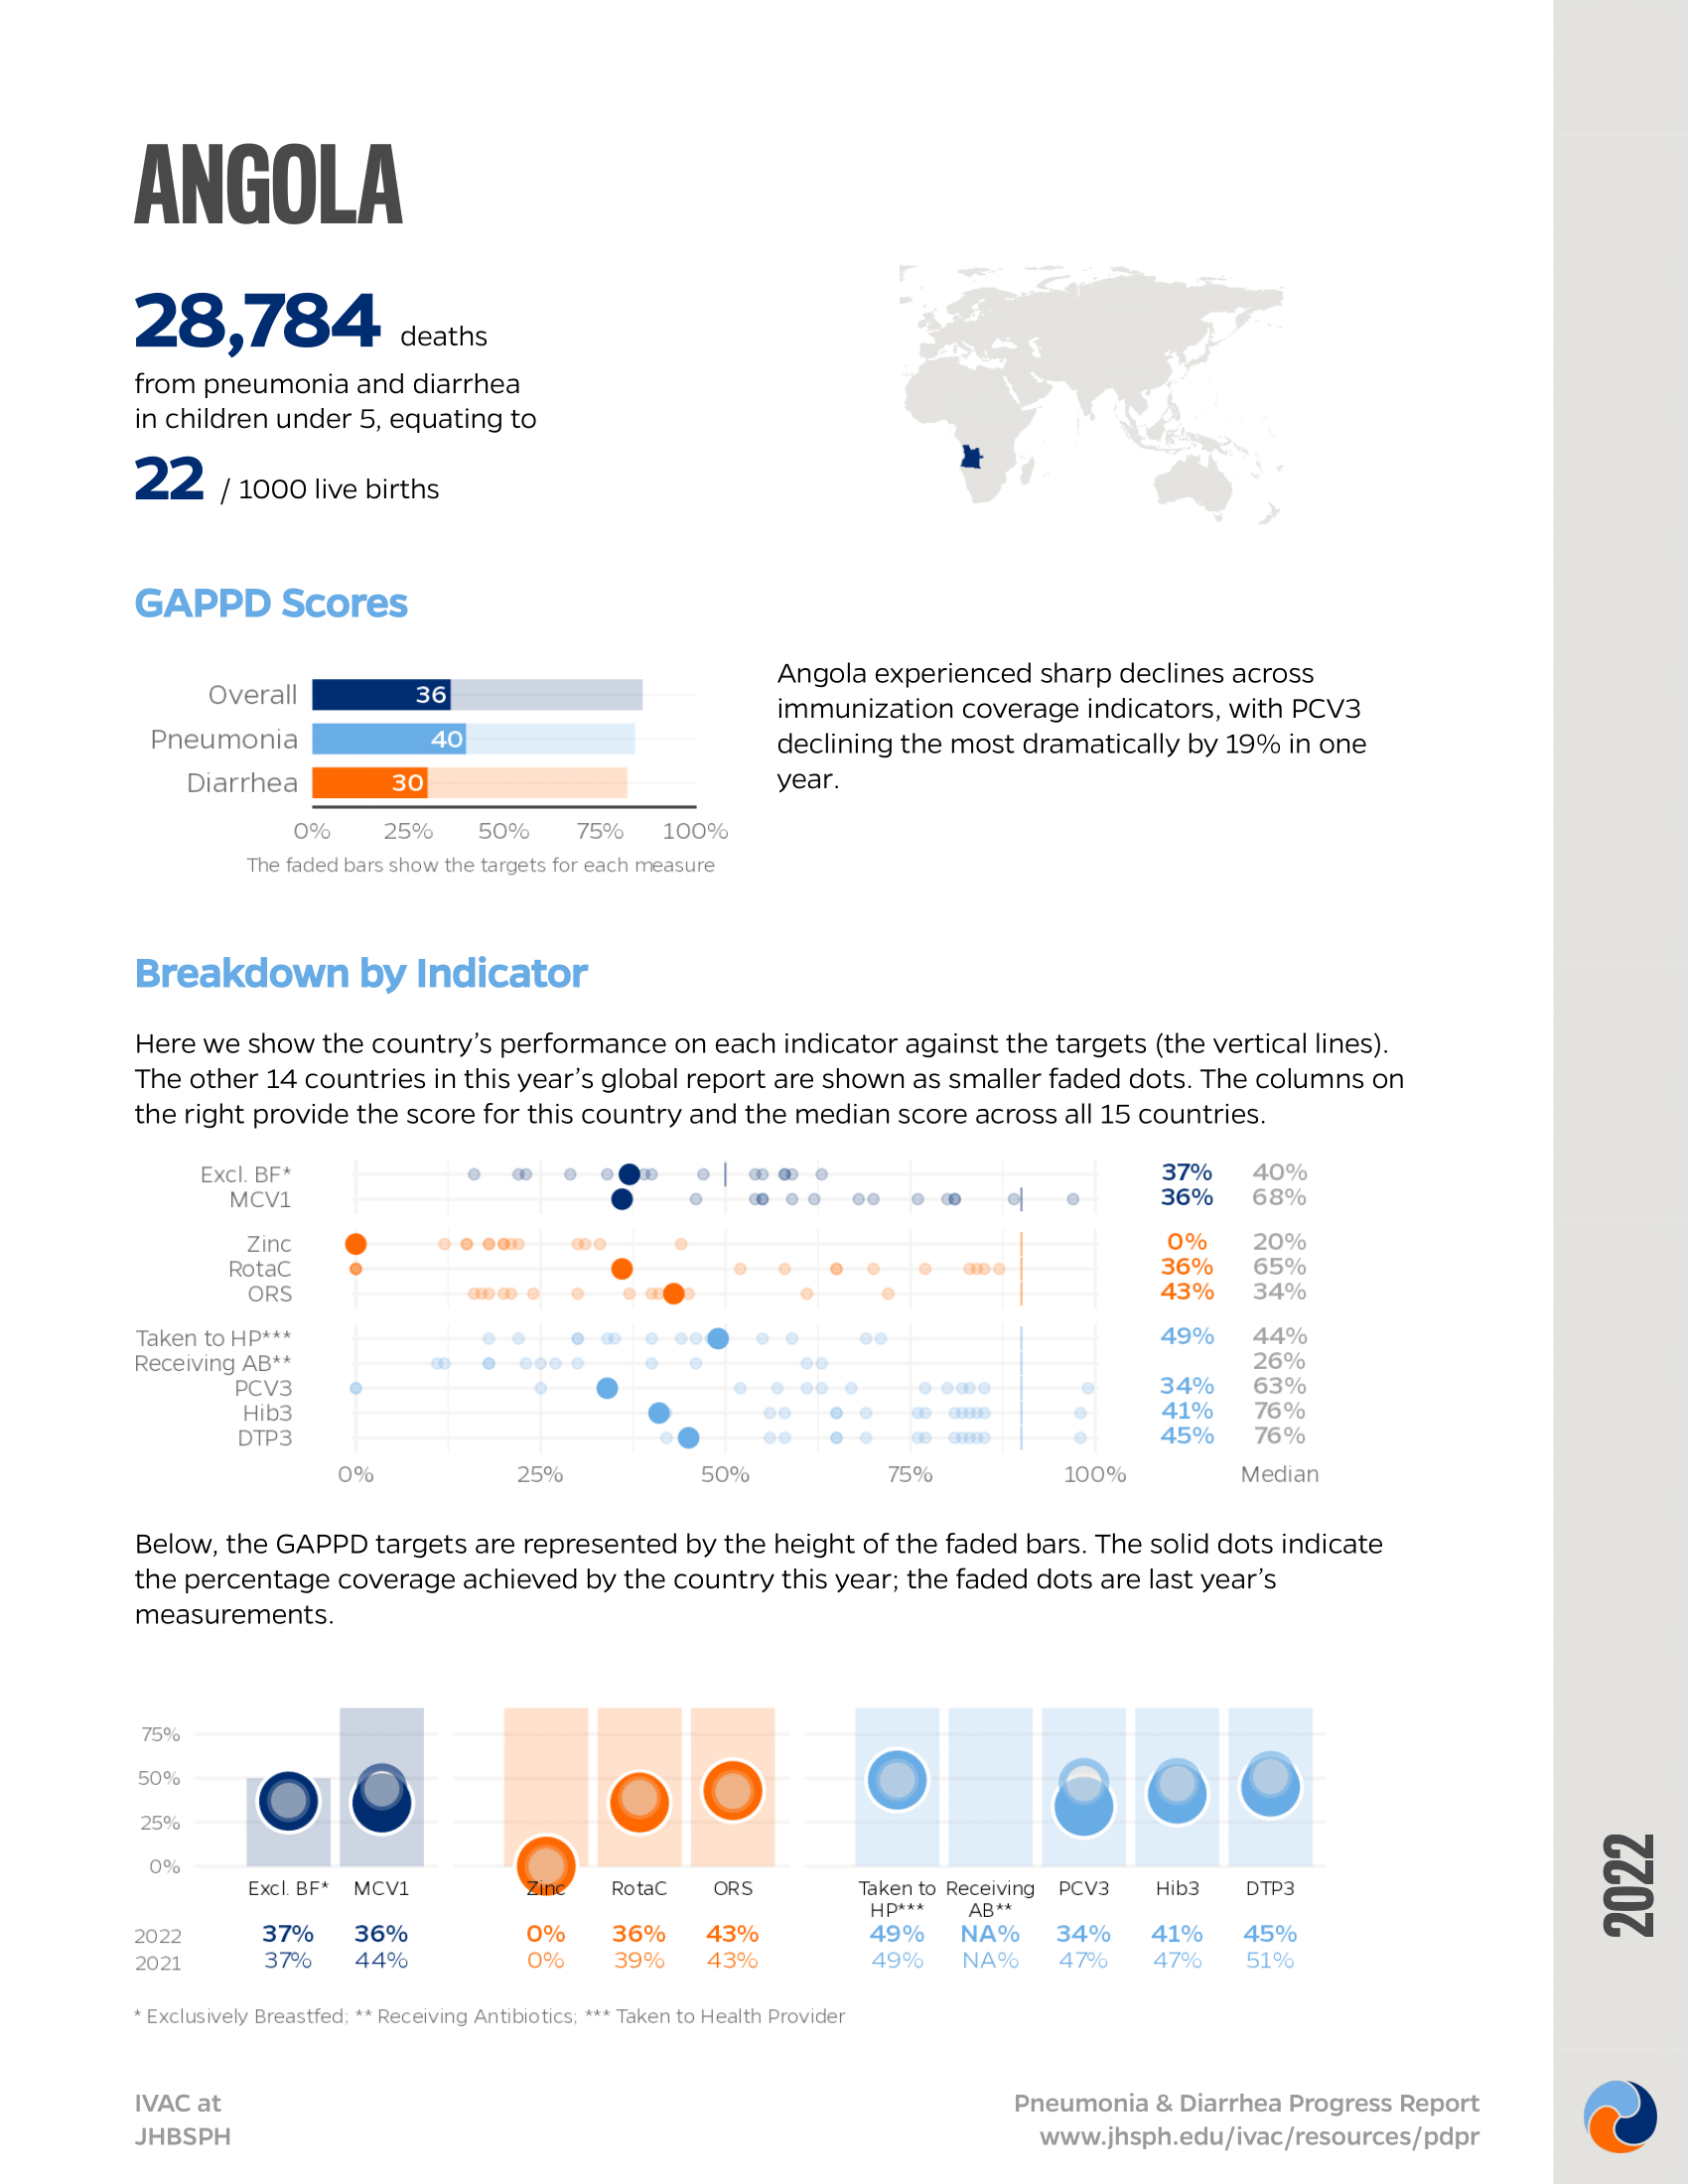 ANGOLA
28,784 deaths
from pneumonia and diarrhea
in children under 5, equating to
22 / 1000 live births
GAPPD Scores
Overall 36
Pneumonia 40
Diarrhea 30
0% 25% 50% 75% 100%
The faded bars show the targets for each measure
Angola experienced sharp declines across
immunization coverage indicators, with PCV3
declining the most dramatically by 19% in one
year.
Breakdown by Indicator
Here we show the country’s performance on each indicator against the targets (the vertical lines).
The other 14 countries in this year’s global report are shown as smaller faded dots. The columns on
the right provide the score for this country and the median score across all 15 countries.
Excl. BF* 37% 40%
MCV1 36% 68%
Zinc 0% 20%
RotaC 36% 65%
ORS 43% 34%
Taken to HP*** 49% 44%
Receiving AB** 26%
PCV3 34% 63%
Hib3 41% 76%
DTP3 45% 76%
0% 25% 50% 75% 100% Median
Below, the GAPPD targets are represented by the height of the faded bars. The solid dots indicate
the percentage coverage achieved by the country this year; the faded dots are last year’s
measurements.
75%
50%
25%
0%
Excl. BF* MCV1 Zinc RotaC ORS Taken to Receiving PCV3 Hib3 DTP3
HP*** AB**
2022 37% 36% 0% 36% 43% 49% NA% 34% 41% 45%
2021 37% 44% 0% 39% 43% 49% NA% 47% 47% 51%
* Exclusively Breastfed; ** Receiving Antibiotics; *** Taken to Health Provider
2022
IVAC at
JHBSPH
Pneumonia & Diarrhea Progress Report
www.jhsph.edu/ivac/resources/pdpr